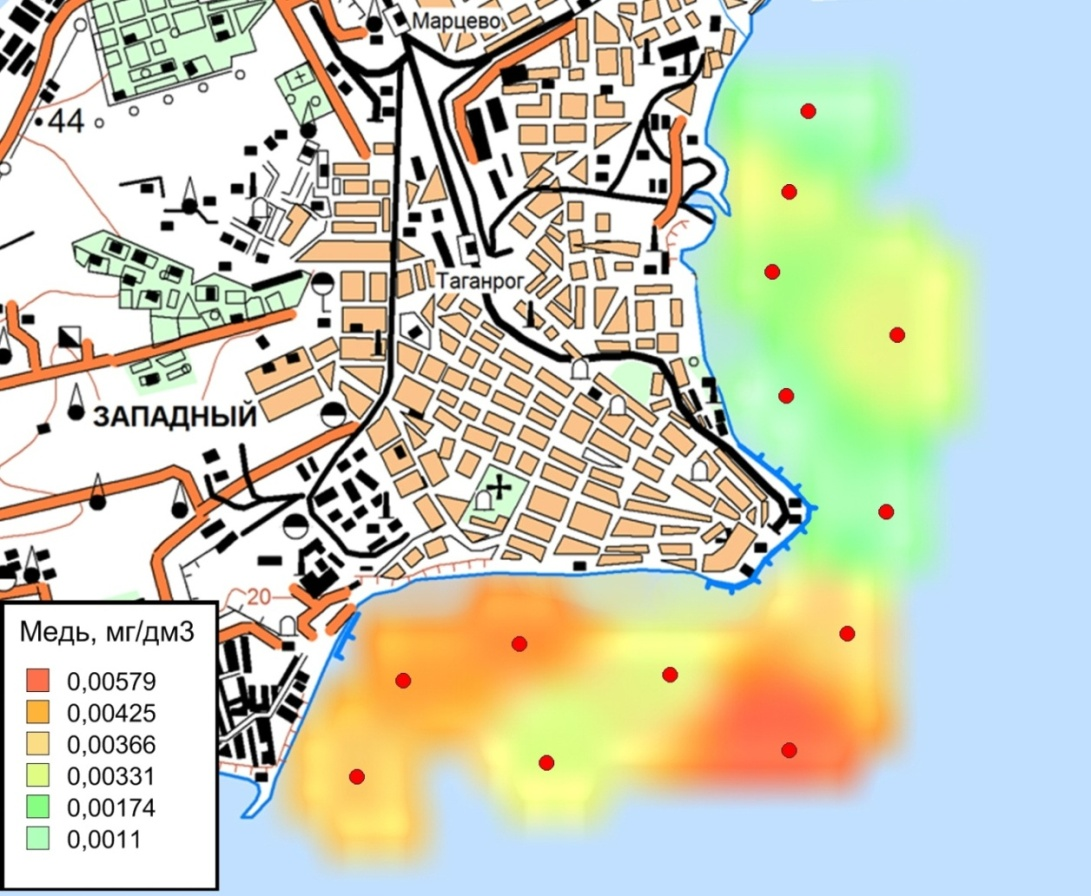 Марцево
44
Таганрог
ЗАПАДНЫЙ
20
Медь, мг/дм3
0,00579
0,00425
0,00366
0,00331
0,00174
0,0011